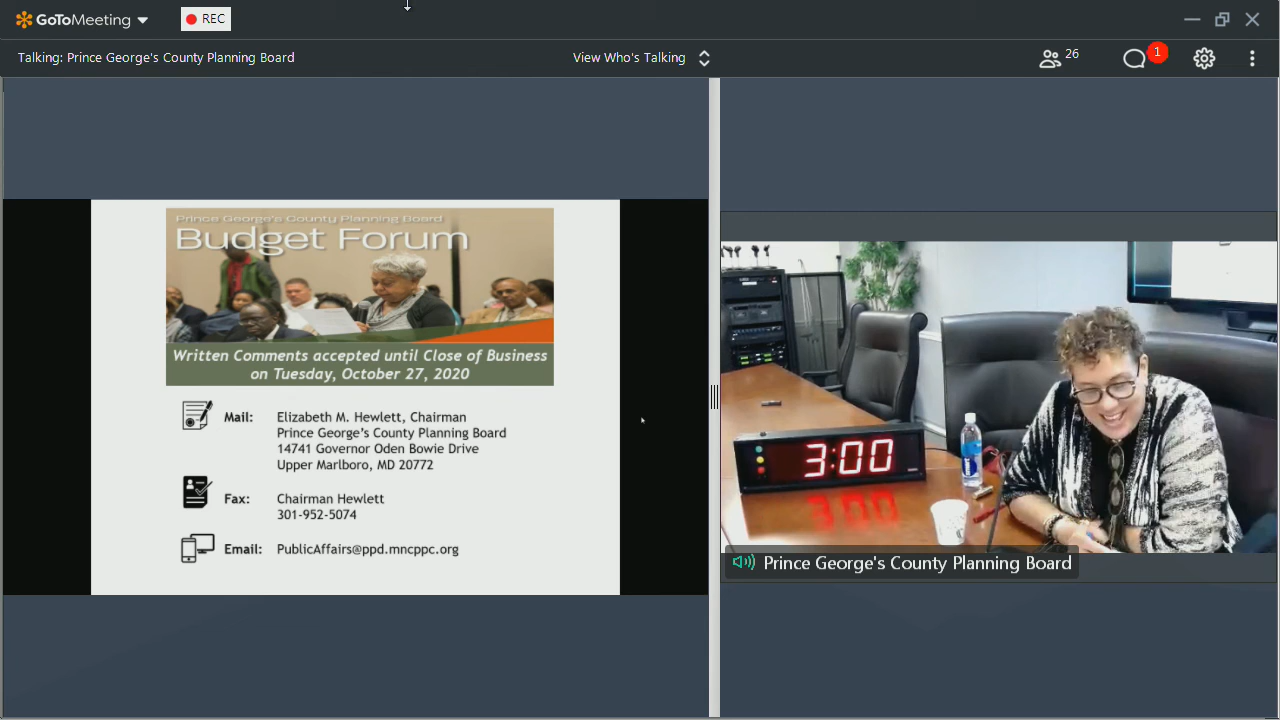 GoToMeeting
REC
Talking: Prince George's County Planning Board
View Who's Talking
26
1
Prince George's County Planning Board
Budget Forum
Written Comments accepted until Close of Business
on Tuesday, October 27, 2020
Mail: Elizabeth M. Hewlett, Chairman
Prince George's County Planning Board
14741 Governor Oden Bowie Drive
Upper Marlboro, MD 20772
Fax: Chairman Hewlett
301-952-5074
Email: PublicAffairs@ppd.mncppc.org
3:00
Prince George's County Planning Board